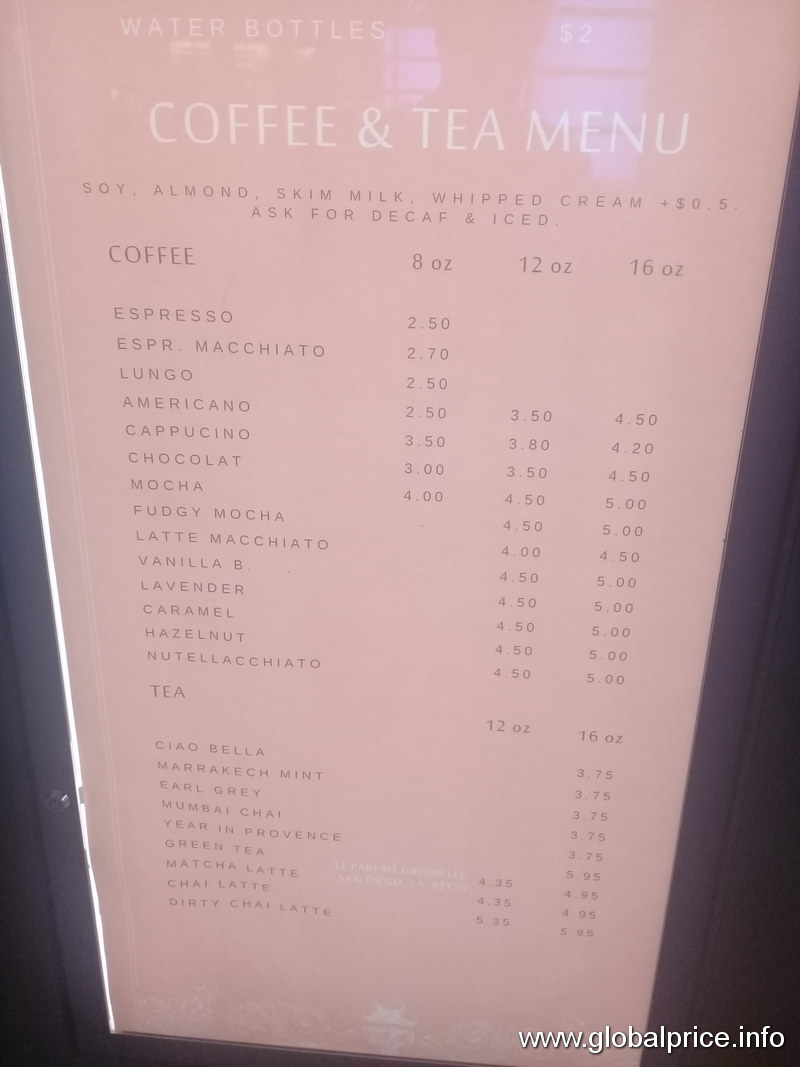 WATER BOTTLES $2
COFFEE & TEA MENU
SOY, ALMOND, SKIM MILK, WHIPPED CREAM +$0.5.
ASK FOR DECAF & ICED.
COFFEE 8 oz 12 oz 16 oz
ESPRESSO 2.50
ESPR. MACCHIATO 2.70
LUNGO 2.50
AMERICANO 2.50 3.50 4.50
CAPPUCINO 3.50 3.80 4.20
CHOCOLAT 3.00 3.50 4.50
MOCHA 4.00 4.50 5.00
FUDGY MOCHA 4.50 5.00
LATTE MACCHIATO 4.00 4.50
VANILLA B. 4.50 5.00
LAVENDER 4.50 5.00
CARAMEL 4.50 5.00
HAZELNUT 4.50 5.00
NUTELLACCHIATO 4.50 5.00
TEA 12 oz 16 oz
CIAO BELLA 3.75
MARRAKECH MINT 3.75
EARL GREY 3.75
MUMBAI CHAI 3.75
YEAR IN PROVENCE 3.75
GREEN TEA 5.95
MATCHA LATTE 4.35 4.95
CHAI LATTE 4.35 4.95
DIRTY CHAI LATTE 5.35 5.95
LE PARFAIT GROUP LLC
SAN DIEGO, CA 92120
www.globalprice.info